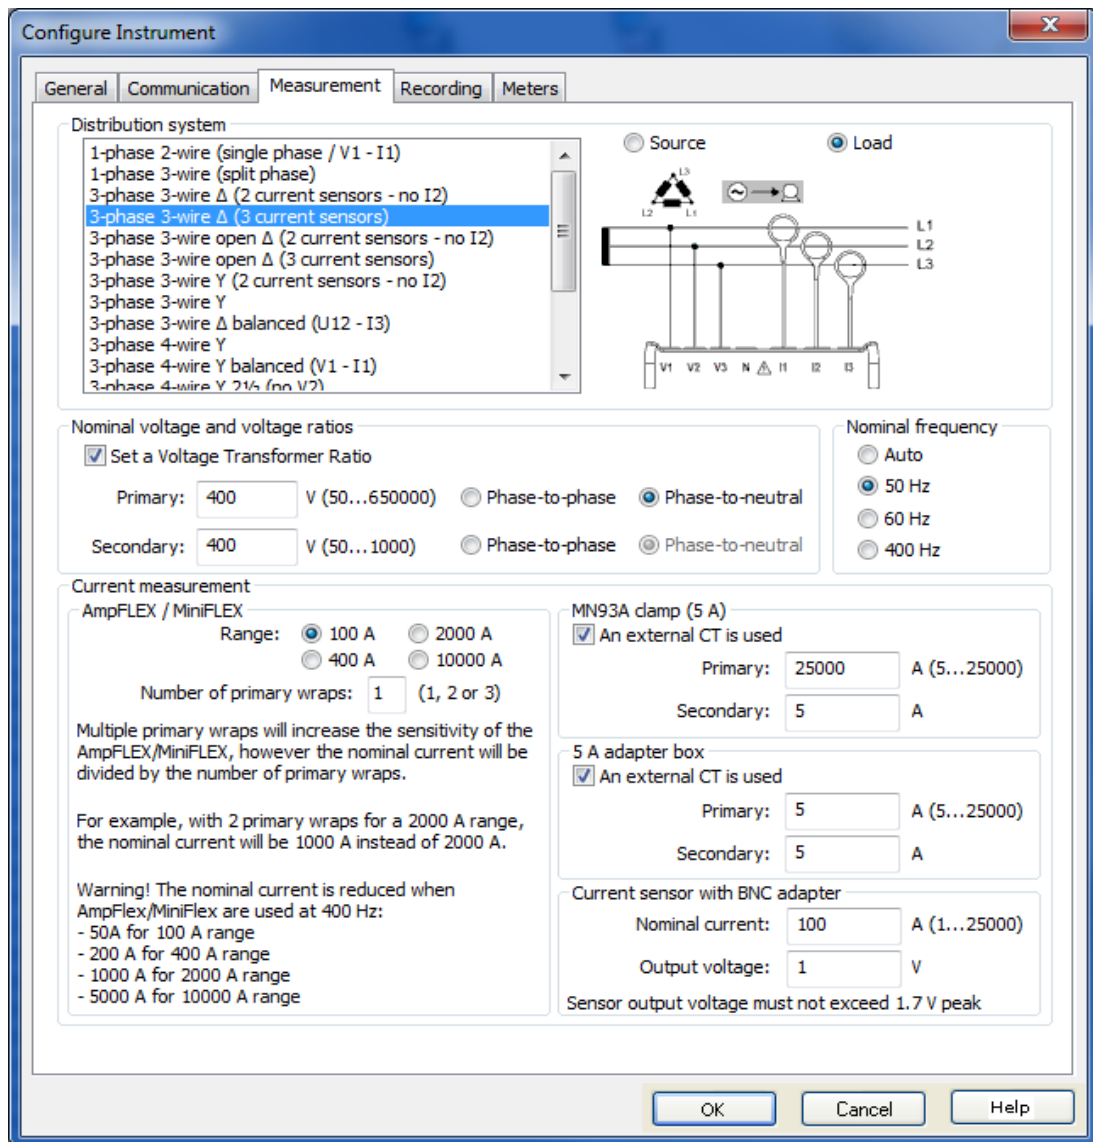 Configure Instrument
General Communication Measurement Recording Meters
Distribution system
1-phase 2-wire (single phase / V1 - I1)
1-phase 3-wire (split phase)
3-phase 3-wire Δ (2 current sensors - no I2)
3-phase 3-wire Δ (3 current sensors)
3-phase 3-wire open Δ (2 current sensors - no I2)
3-phase 3-wire open Δ (3 current sensors)
3-phase 3-wire Y (2 current sensors - no I2)
3-phase 3-wire Y
3-phase 3-wire Δ balanced (U12 - I3)
3-phase 4-wire Y
3-phase 4-wire Y balanced (V1 - I1)
3-phase 4-wire Y 2½ (no V2)
Source Load
L3
L2 L1
L1
L2
L3
V1 V2 V3 N I1 I2 I3
Nominal voltage and voltage ratios
Set a Voltage Transformer Ratio
Primary: 400 V (50...650000) Phase-to-phase Phase-to-neutral
Secondary: 400 V (50...1000) Phase-to-phase Phase-to-neutral
Nominal frequency
Auto
50 Hz
60 Hz
400 Hz
Current measurement
AmpFLEX / MiniFLEX
Range: 100 A 2000 A
400 A 10000 A
Number of primary wraps: 1 (1, 2 or 3)
Multiple primary wraps will increase the sensitivity of the
AmpFLEX/MiniFLEX, however the nominal current will be
divided by the number of primary wraps.
For example, with 2 primary wraps for a 2000 A range,
the nominal current will be 1000 A instead of 2000 A.
Warning! The nominal current is reduced when
AmpFlex/MiniFlex are used at 400 Hz:
- 50A for 100 A range
- 200 A for 400 A range
- 1000 A for 2000 A range
- 5000 A for 10000 A range
MN93A clamp (5 A)
An external CT is used
Primary: 25000 A (5...25000)
Secondary: 5 A
5 A adapter box
An external CT is used
Primary: 5 A (5...25000)
Secondary: 5 A
Current sensor with BNC adapter
Nominal current: 100 A (1...25000)
Output voltage: 1 V
Sensor output voltage must not exceed 1.7 V peak
OK Cancel Help